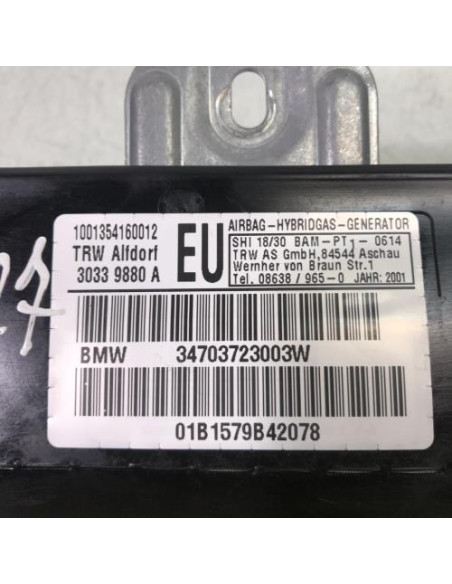 1001354160012
TRW Alfdorf
3033 9880 A
EU
AIRBAG-HYBRIDGAS-GENERATOR
SHI 18/30 BAM-PT1-0614
TRW AS GmbH,84544 Aschau
Wernher von Braun Str.1
Tel. 08638/965-0 JAHR: 2001
BMW 34703723003W
01B1579B42078
27